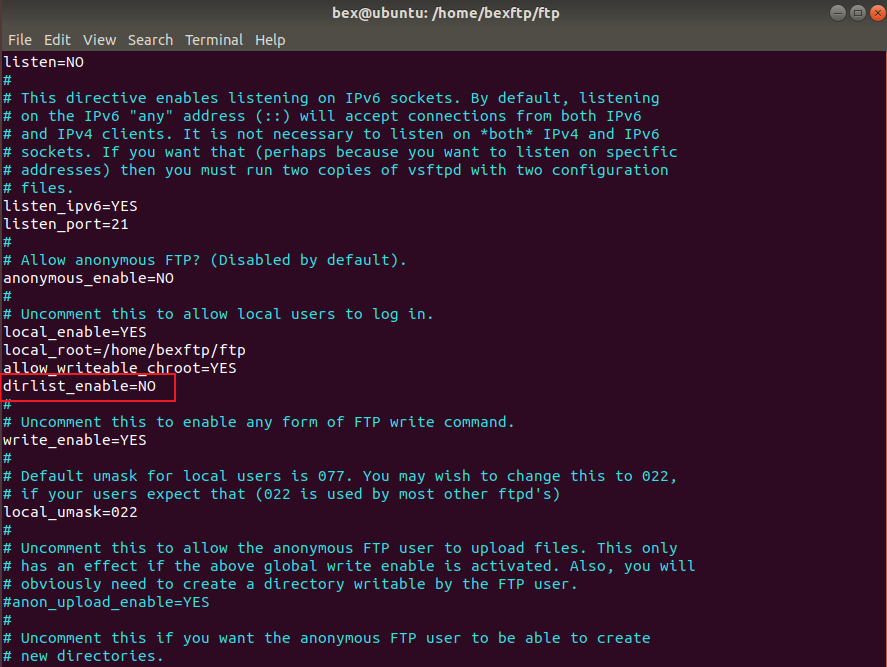 bex@ubuntu: /home/bexftp/ftp
File Edit View Search Terminal Help
listen=NO
#
# This directive enables listening on IPv6 sockets. By default, listening
# on the IPv6 "any" address (::) will accept connections from both IPv6
# and IPv4 clients. It is not necessary to listen on *both* IPv4 and IPv6
# sockets. If you want that (perhaps because you want to listen on specific
# addresses) then you must run two copies of vsftpd with two configuration
# files.
listen_ipv6=YES
listen_port=21
#
# Allow anonymous FTP? (Disabled by default).
anonymous_enable=NO
#
# Uncomment this to allow local users to log in.
local_enable=YES
local_root=/home/bexftp/ftp
allow_writeable_chroot=YES
dirlist_enable=NO
#
# Uncomment this to enable any form of FTP write command.
write_enable=YES
#
# Default umask for local users is 077. You may wish to change this to 022,
# if your users expect that (022 is used by most other ftpd's)
local_umask=022
#
# Uncomment this to allow the anonymous FTP user to upload files. This only
# has an effect if the above global write enable is activated. Also, you will
# obviously need to create a directory writable by the FTP user.
#anon_upload_enable=YES
#
# Uncomment this if you want the anonymous FTP user to be able to create
# new directories.